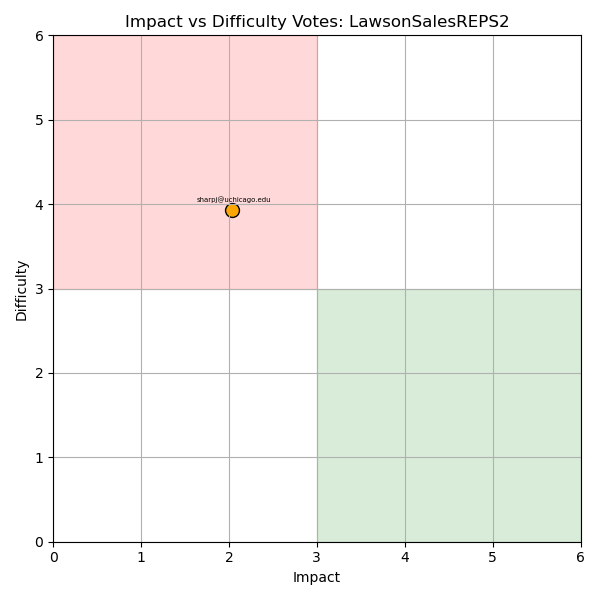 Impact vs Difficulty Votes: LawsonSalesREPS2
6
5
sharpj@uchicago.edu
4
Difficulty
3
2
1
0
0 1 2 3 4 5 6
Impact